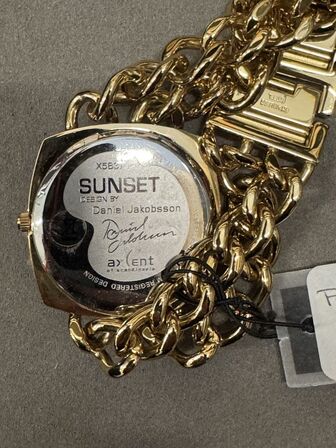 SUNSET
DESIGN BY
Daniel Jakobsson
axcent
of scandinavia
REGISTERED DESIGN